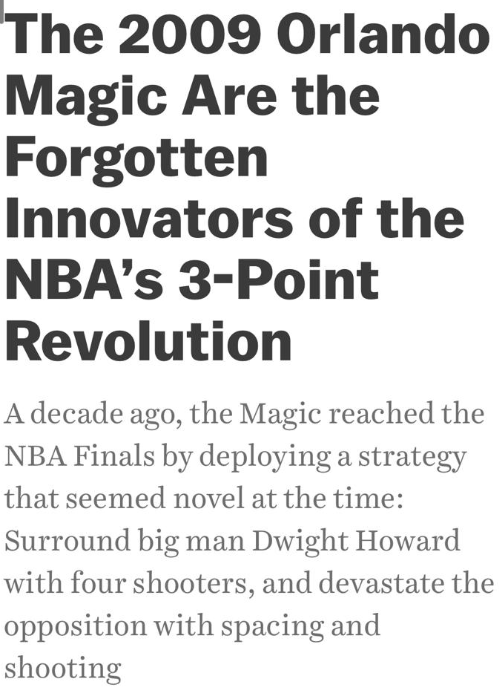 The 2009 Orlando
Magic Are the
Forgotten
Innovators of the
NBA’s 3-Point
Revolution
A decade ago, the Magic reached the
NBA Finals by deploying a strategy
that seemed novel at the time:
Surround big man Dwight Howard
with four shooters, and devastate the
opposition with spacing and
shooting